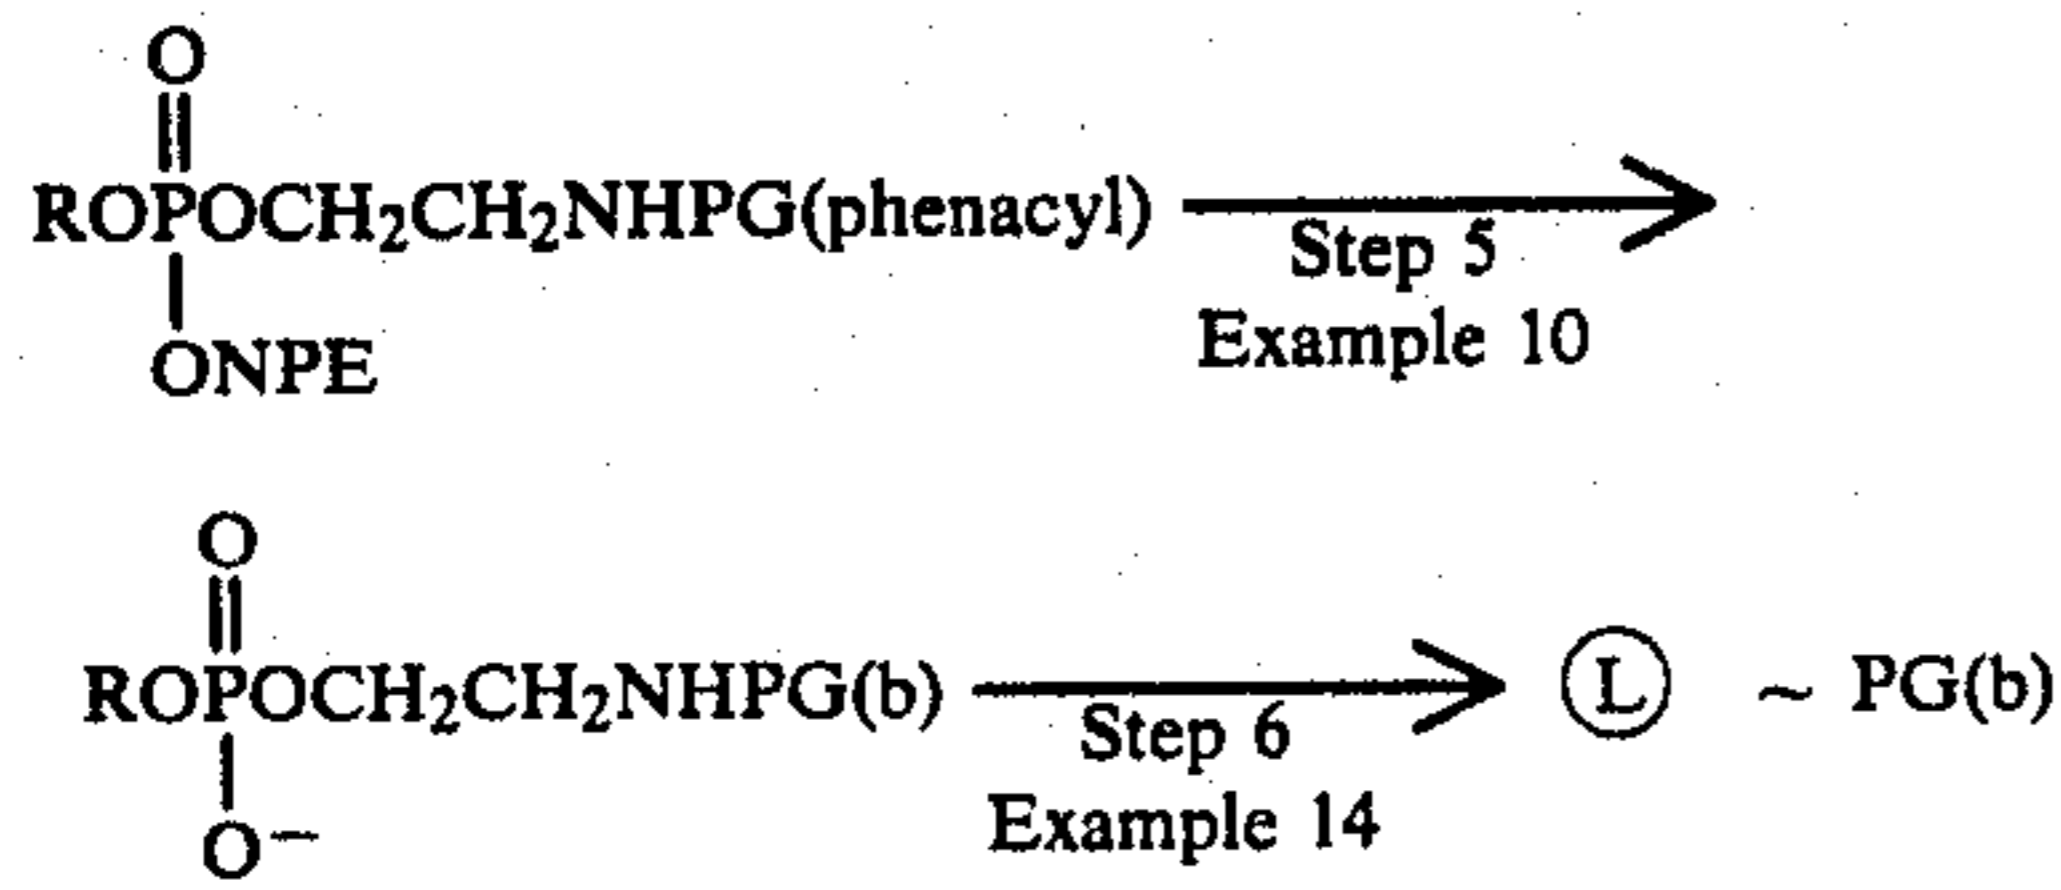 O
ROPOCH₂CH₂NHPG(phenacyl)
Step 5
Example 10
ONPE
O
ROPOCH₂CH₂NHPG(b)
Step 6
Example 14
O−
L ~ PG(b)